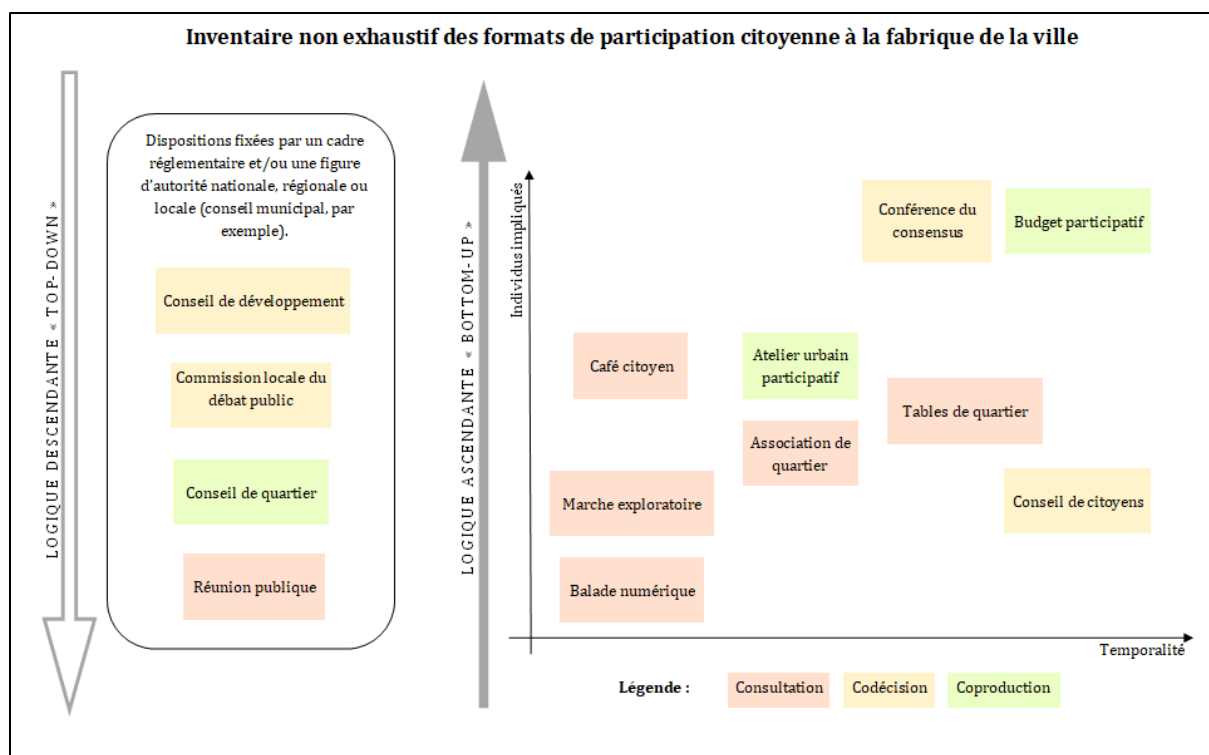 Inventaire non exhaustif des formats de participation citoyenne à la fabrique de la ville
LOGIQUE DESCENDANTE « TOP-DOWN »
Dispositions fixées par un cadre
réglementaire et/ou une figure
d'autorité nationale, régionale ou
locale (conseil municipal, par
exemple).
Conseil de développement
Commission locale du
débat public
Conseil de quartier
Réunion publique
LOGIQUE ASCENDANTE « BOTTOM-UP »
Individus impliqués
Conférence du
consensus
Budget participatif
Café citoyen
Atelier urbain
participatif
Tables de quartier
Association de
quartier
Marche exploratoire
Conseil de citoyens
Balade numérique
Temporalité
Légende :
Consultation
Codécision
Coproduction